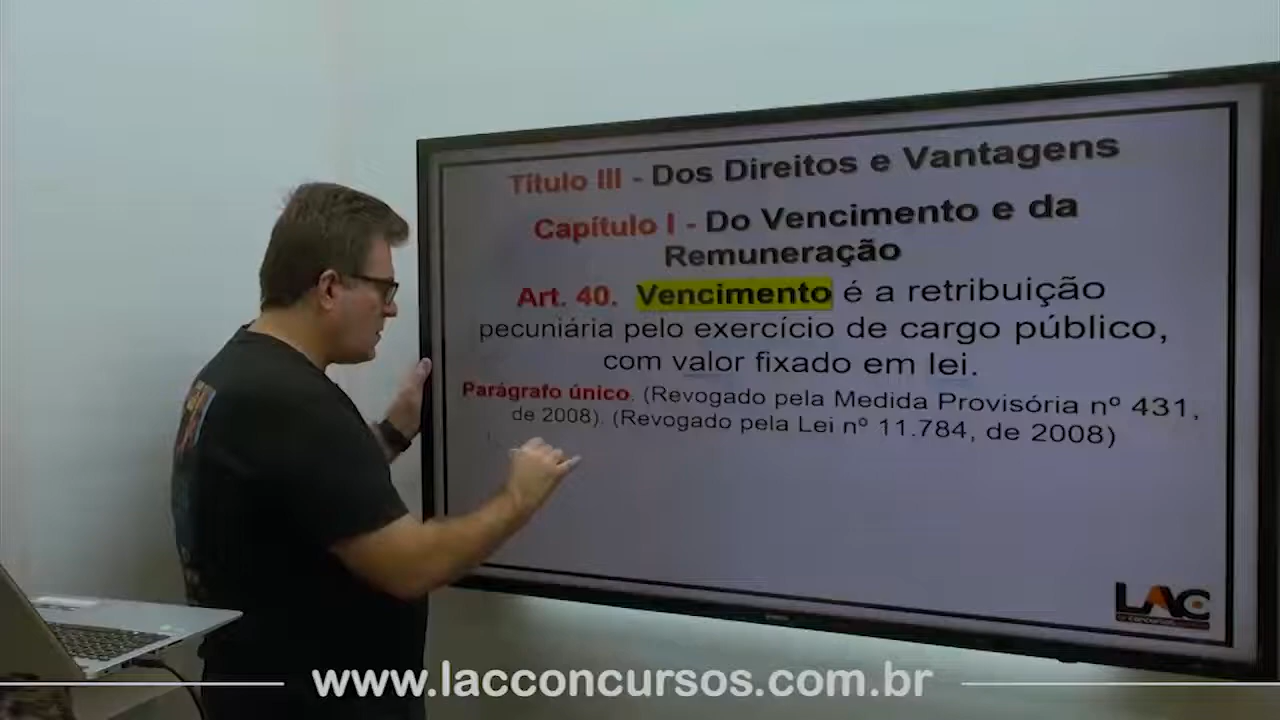 Título III - Dos Direitos e Vantagens
Capítulo I - Do Vencimento e da
Remuneração
Art. 40. Vencimento é a retribuição
pecuniária pelo exercício de cargo público,
com valor fixado em lei.
Parágrafo único. (Revogado pela Medida Provisória nº 431,
de 2008). (Revogado pela Lei nº 11.784, de 2008)
LAC
www.lacconcursos.com.br